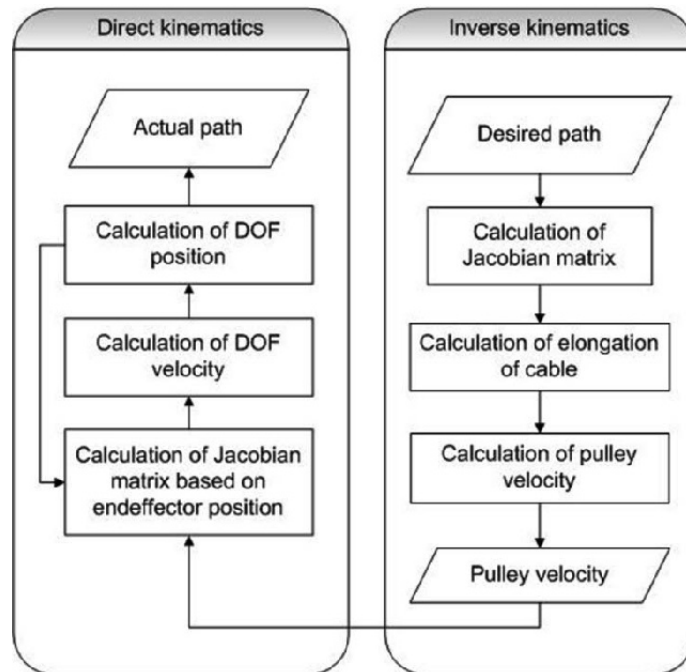 Direct kinematics
Actual path
Calculation of DOF
position
Calculation of DOF
velocity
Calculation of Jacobian
matrix based on
endeffector position
Inverse kinematics
Desired path
Calculation of
Jacobian matrix
Calculation of elongation
of cable
Calculation of pulley
velocity
Pulley velocity